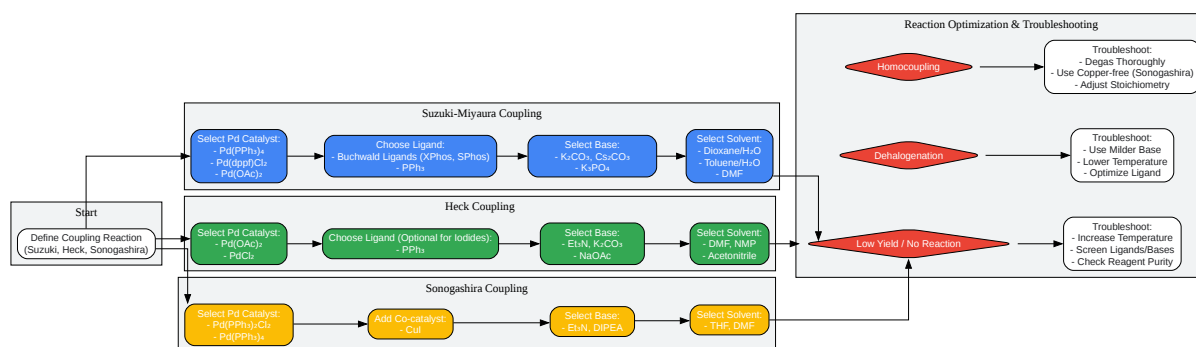 Reaction Optimization & Troubleshooting
Homocoupling
Troubleshoot:
- Degas Thoroughly
- Use Copper-free (Sonogashira)
- Adjust Stoichiometry
Dehalogenation
Troubleshoot:
- Use Milder Base
- Lower Temperature
- Optimize Ligand
Low Yield / No Reaction
Troubleshoot:
- Increase Temperature
- Screen Ligands/Bases
- Check Reagent Purity
Suzuki-Miyaura Coupling
Select Pd Catalyst:
- Pd(PPh₃)₄
- Pd(dppf)Cl₂
- Pd(OAc)₂
Choose Ligand:
- Buchwald Ligands (XPhos, SPhos)
- PPh₃
Select Base:
- K₂CO₃, Cs₂CO₃
- K₃PO₄
Select Solvent:
- Dioxane/H₂O
- Toluene/H₂O
- DMF
Start
Define Coupling Reaction
(Suzuki, Heck, Sonogashira)
Heck Coupling
Select Pd Catalyst:
- Pd(OAc)₂
- PdCl₂
Choose Ligand (Optional for Iodides):
- PPh₃
Select Base:
- Et₃N, K₂CO₃
- NaOAc
Select Solvent:
- DMF, NMP
- Acetonitrile
Sonogashira Coupling
Select Pd Catalyst:
- Pd(PPh₃)₂Cl₂
- Pd(PPh₃)₄
Add Co-catalyst:
- CuI
Select Base:
- Et₃N, DIPEA
Select Solvent:
- THF, DMF